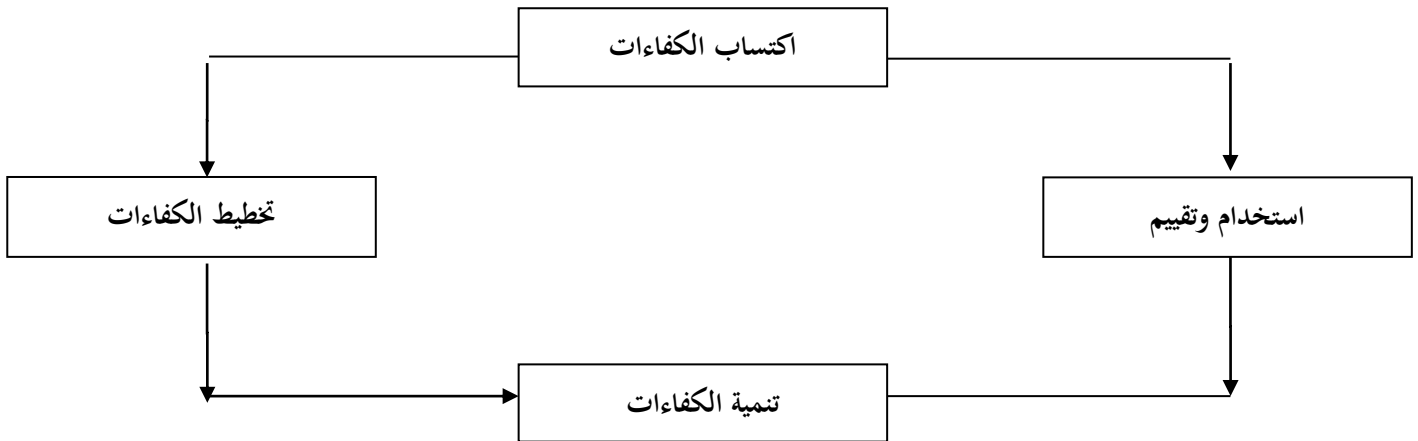 اكتساب الكفاءات
استخدام وتقييم
تخطيط الكفاءات
تنمية الكفاءات